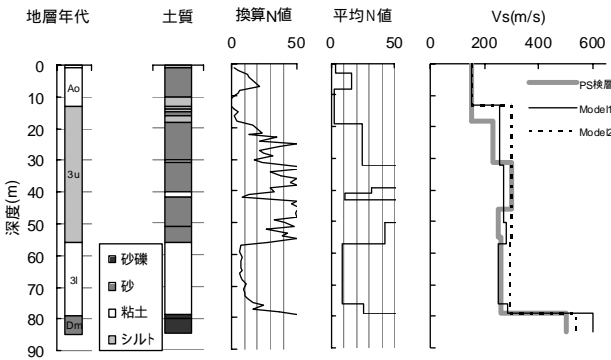 地層年代
土質
換算N値
平均N値
Vs(m/s)
0 50
0 50
0 200 400 600
深度(m)
0
10
20
30
40
50
60
70
80
90
Ao
3u
3l
Dm
砂礫
砂
粘土
シルト
PS検層
Model1
Model2